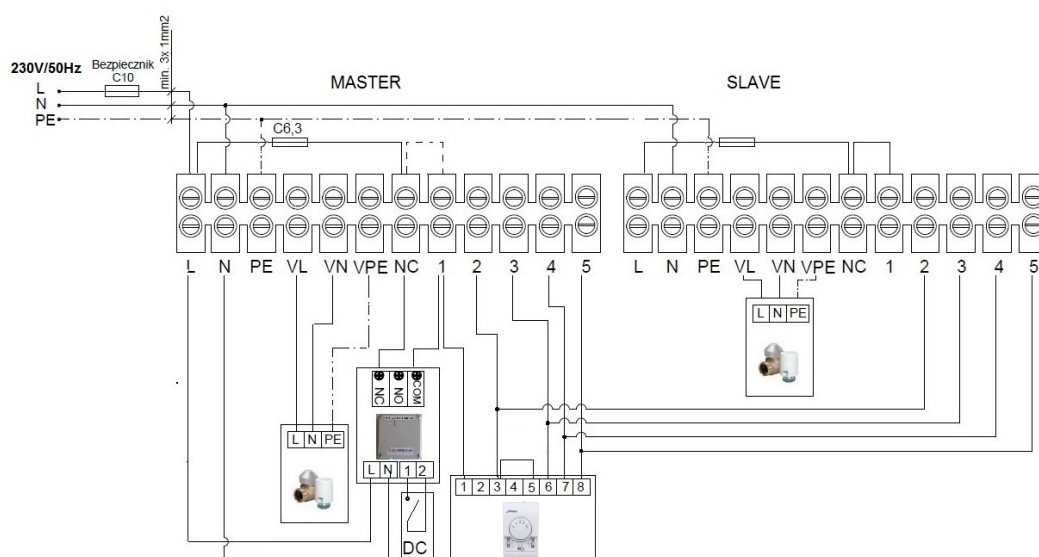 230V/50Hz
Bezpiecznik
C10
min. 3x 1mm2
L
N
PE
MASTER
SLAVE
C6,3
L N PE VL VN VPE NC 1 2 3 4 5
L N PE VL VN VPE NC 1 2 3 4 5
L N PE
NC NO COM
L N PE
L N 1 2
1 2 3 4 5 6 7 8
DC